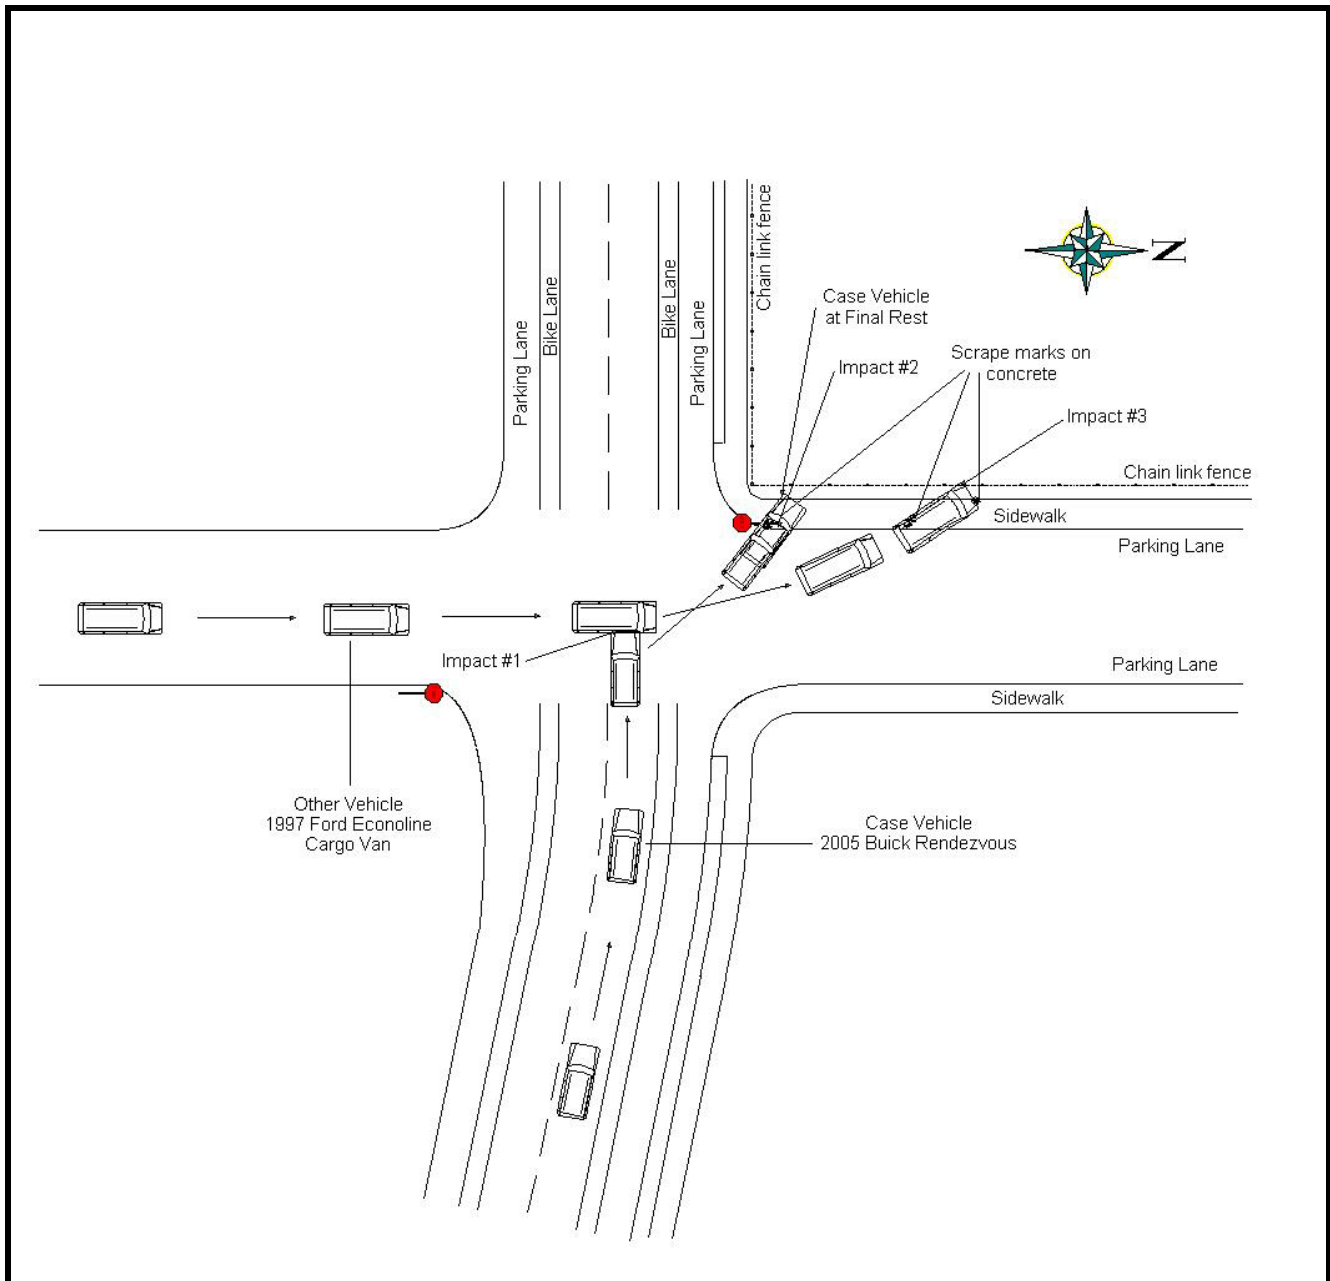 Chain link fence
Case Vehicle
at Final Rest
N
Bike Lane
Bike Lane
Parking Lane
Parking Lane
Impact #2
Scrape marks on
concrete
Impact #3
Chain link fence
Sidewalk
Parking Lane
Impact #1
Parking Lane
Sidewalk
Other Vehicle
1997 Ford Econoline
Cargo Van
Case Vehicle
2005 Buick Rendezvous